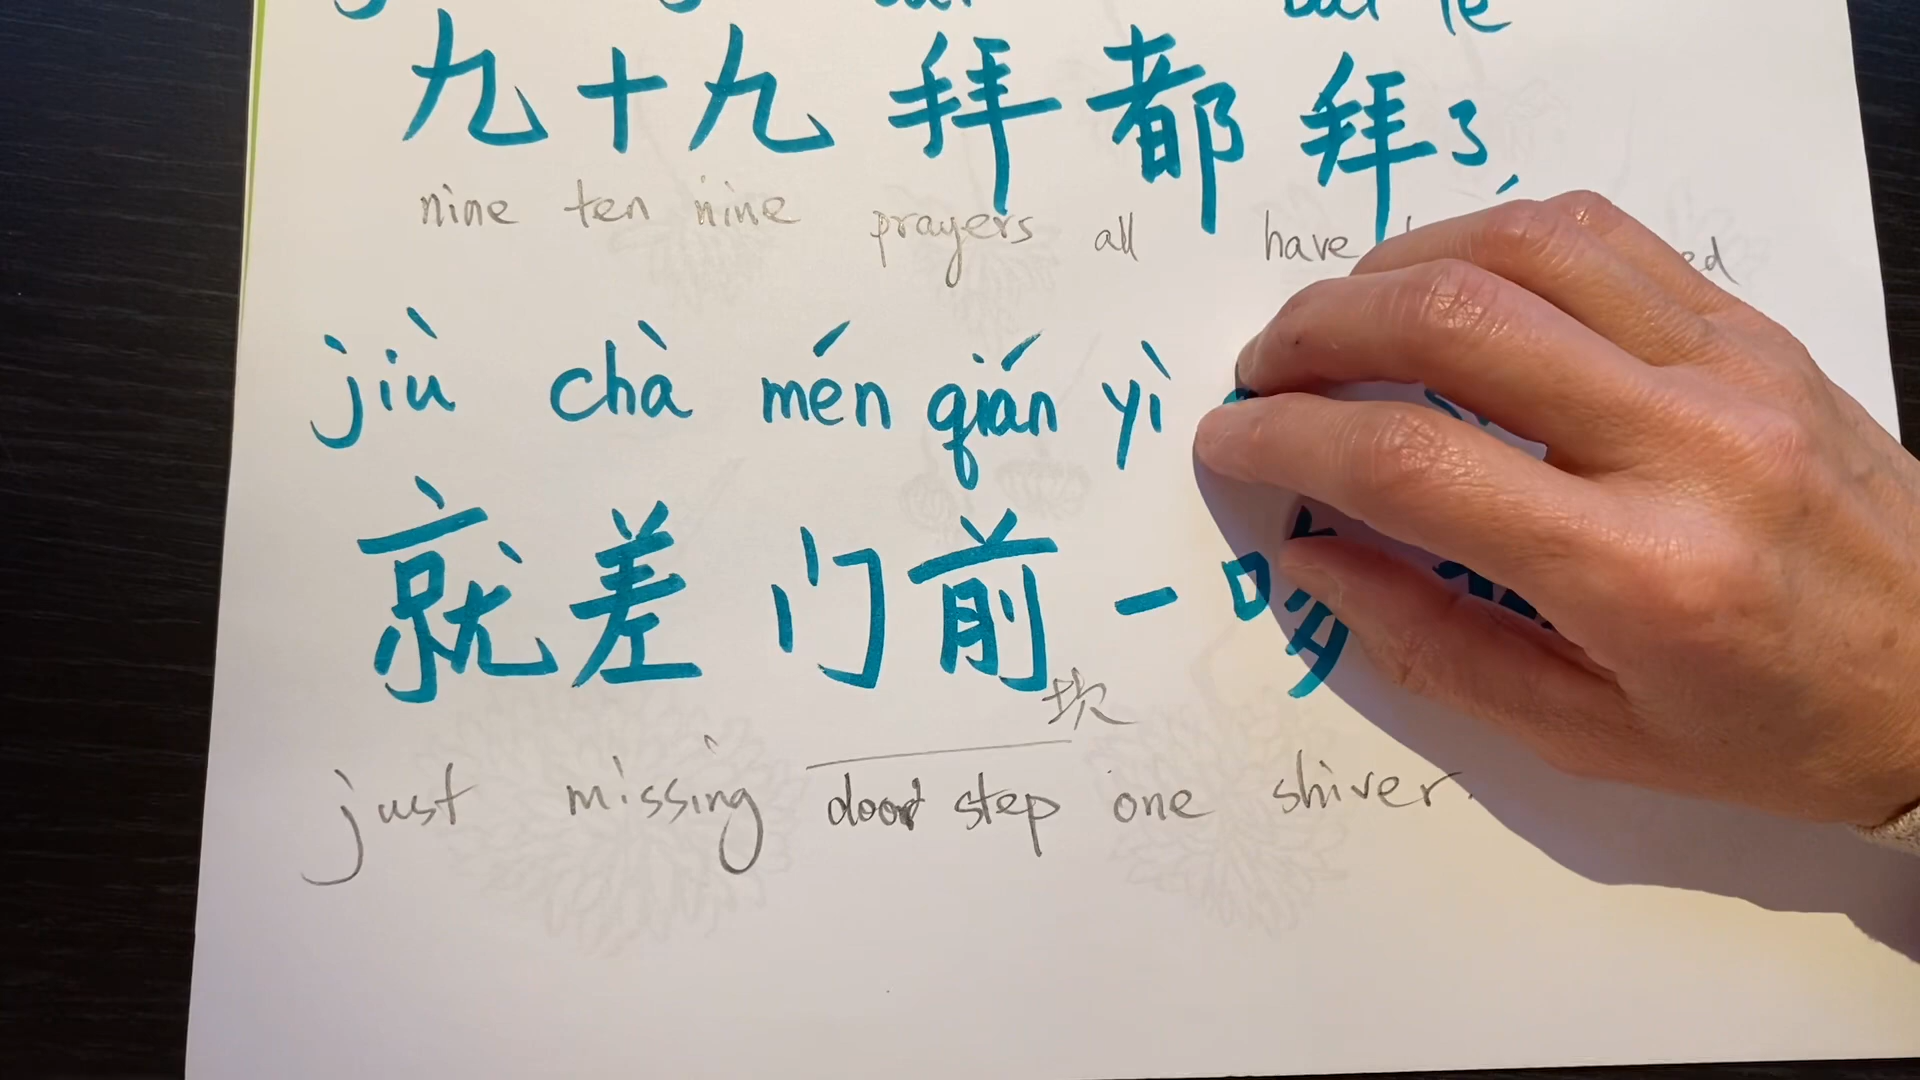 九十九拜都拜了
nine ten nine prayers all have
jiù chà mén qián yì
就差门前一哆
坎
just missing door step one shiver.